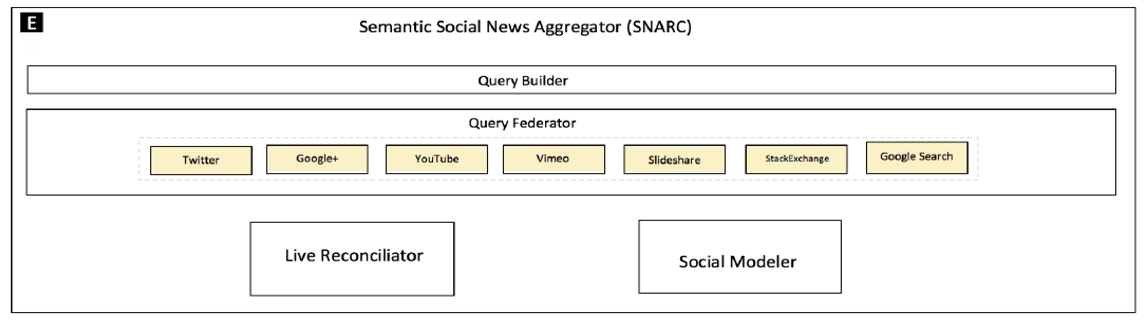 E
Semantic Social News Aggregator (SNARC)
Query Builder
Query Federator
Twitter
Google+
YouTube
Vimeo
Slideshare
StackExchange
Google Search
Live Reconciliator
Social Modeler